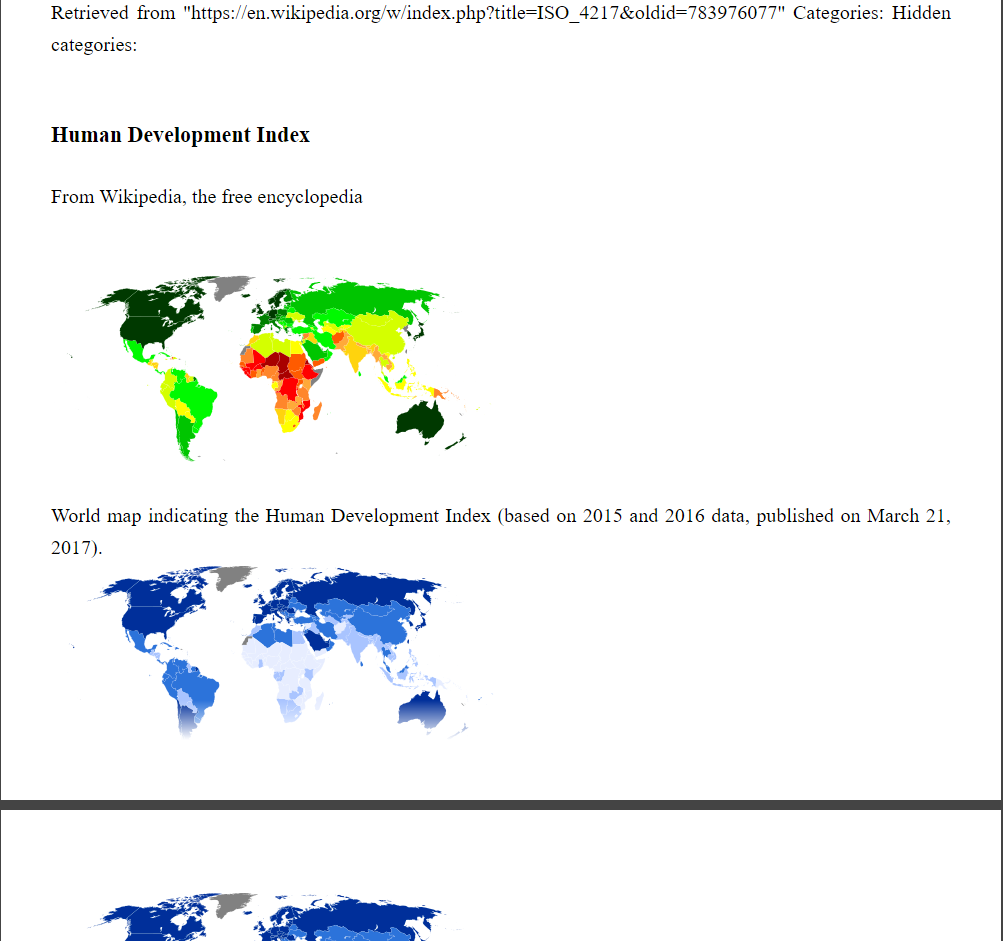 Retrieved from "https://en.wikipedia.org/w/index.php?title=ISO_4217&oldid=783976077" Categories: Hidden
categories:
Human Development Index
From Wikipedia, the free encyclopedia
World map indicating the Human Development Index (based on 2015 and 2016 data, published on March 21,
2017).